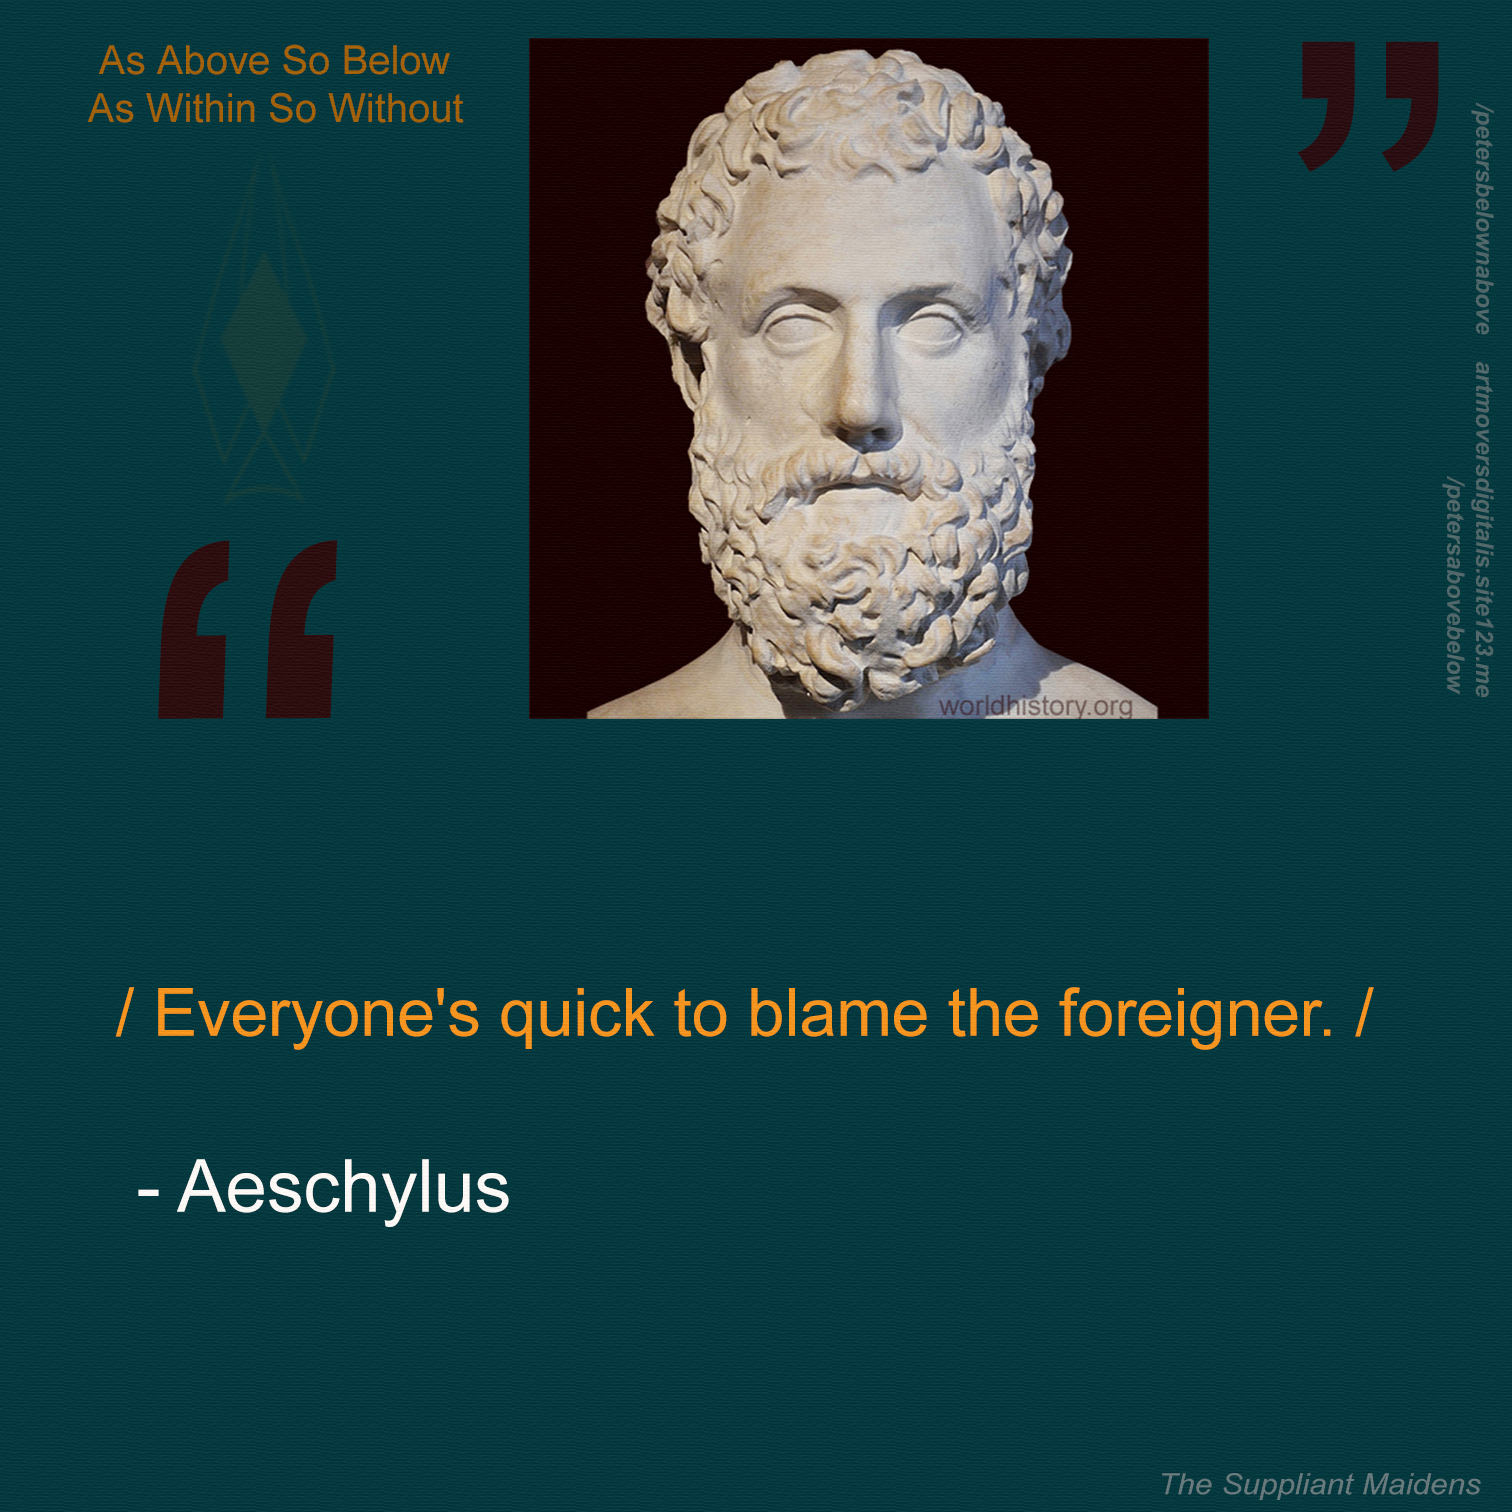 As Above So Below
As Within So Without
“
”
worldhistory.org
/petersbelownabove artmoversdigitalis.site123.me
/petersabovebelow
/ Everyone's quick to blame the foreigner. /
- Aeschylus
The Suppliant Maidens